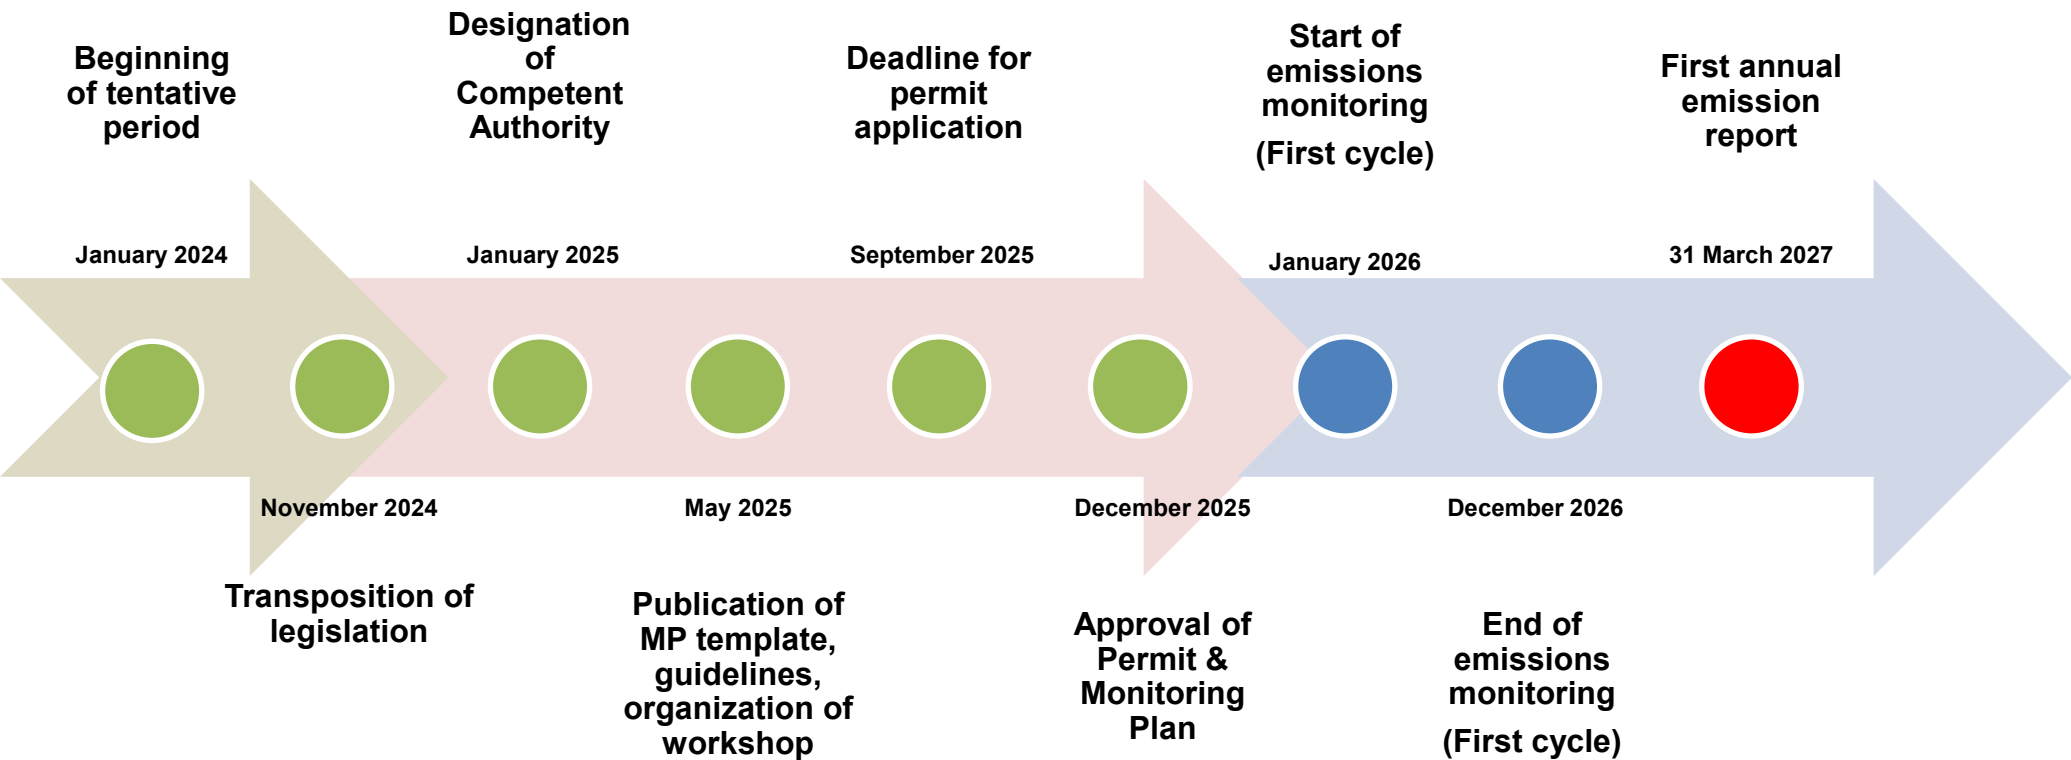 Beginning
of tentative
period
January 2024
Designation
of
Competent
Authority
January 2025
Deadline for
permit
application
September 2025
Start of
emissions
monitoring
(First cycle)
January 2026
First annual
emission
report
31 March 2027
November 2024
Transposition of
legislation
May 2025
Publication of
MP template,
guidelines,
organization of
workshop
December 2025
Approval of
Permit &
Monitoring
Plan
December 2026
End of
emissions
monitoring
(First cycle)